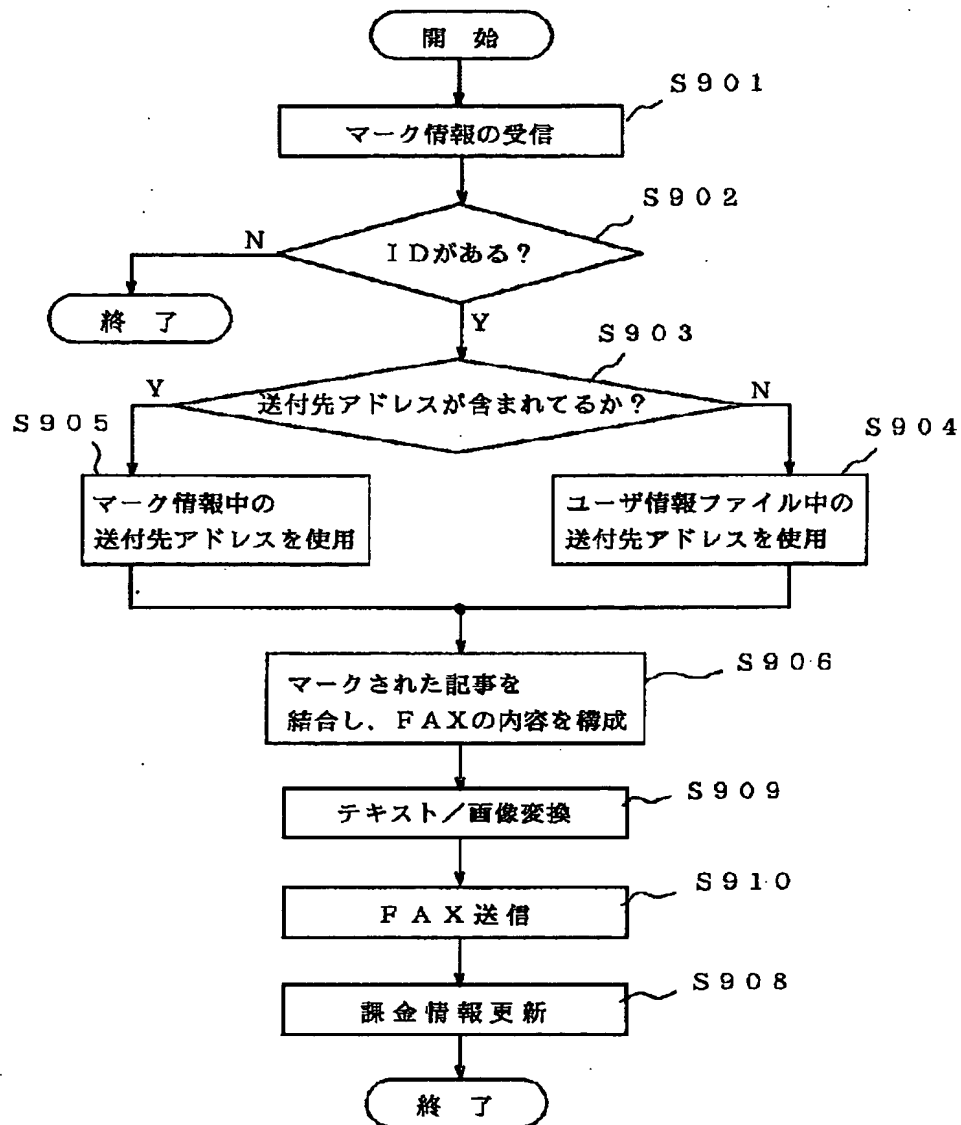 開 始
S901
マーク情報の受信
S902
N
IDがある?
終 了
Y
S903
Y
送付先アドレスが含まれてるか?
N
S905
S904
マーク情報中の
送付先アドレスを使用
ユーザ情報ファイル中の
送付先アドレスを使用
S906
マークされた記事を
結合し、FAXの内容を構成
S909
テキスト/画像変換
S910
FAX送信
S908
課金情報更新
終 了